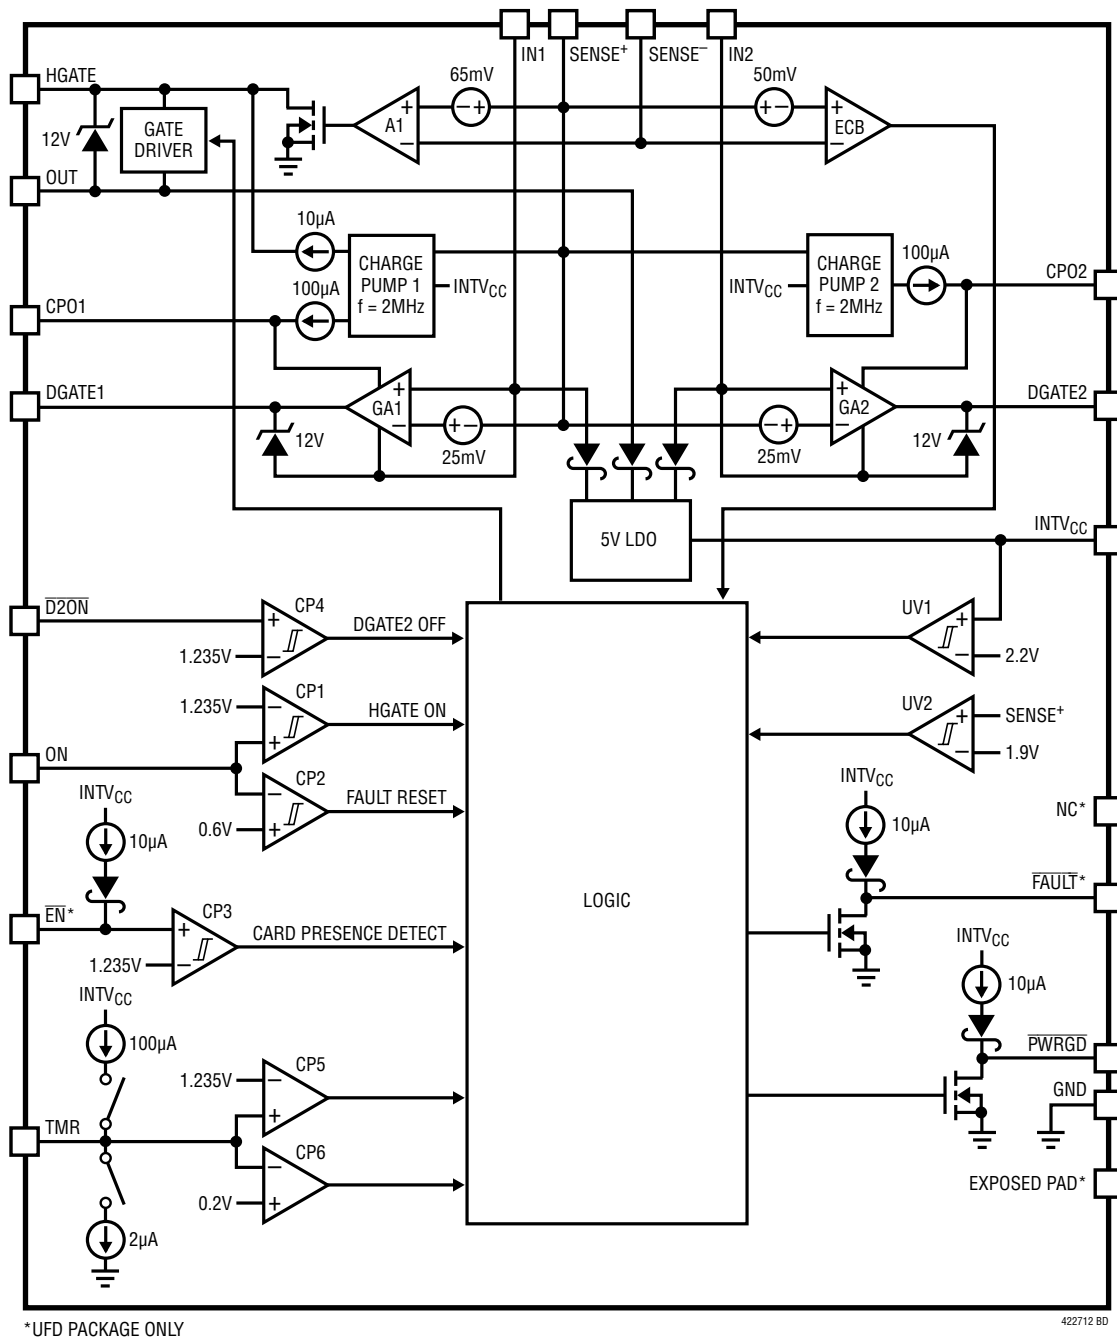 IN1
SENSE+
SENSE–
IN2
HGATE
65mV
50mV
+
–+
+–
+
12V
GATE DRIVER
A1
ECB
–
–
OUT
10µA
CHARGE PUMP 1 f = 2MHz
INTVCC
CHARGE PUMP 2 f = 2MHz
INTVCC
100µA
CPO2
100µA
CPO1
DGATE1
GA1
+
–
+–
25mV
12V
–+
25mV
+
–
GA2
12V
DGATE2
5V LDO
INTVCC
D2ON
CP4
+
1.235V
–
DGATE2 OFF
UV1
+
–
2.2V
CP1
1.235V
–
+
HGATE ON
UV2
+
SENSE+
–
1.9V
ON
CP2
–
0.6V
+
FAULT RESET
INTVCC
10µA
INTVCC
10µA
NC*
FAULT*
EN*
CP3
+
1.235V
–
CARD PRESENCE DETECT
LOGIC
INTVCC
10µA
INTVCC
100µA
PWRGD
GND
CP5
1.235V
–
+
TMR
CP6
–
0.2V
+
2µA
EXPOSED PAD*
*UFD PACKAGE ONLY
422712 BD